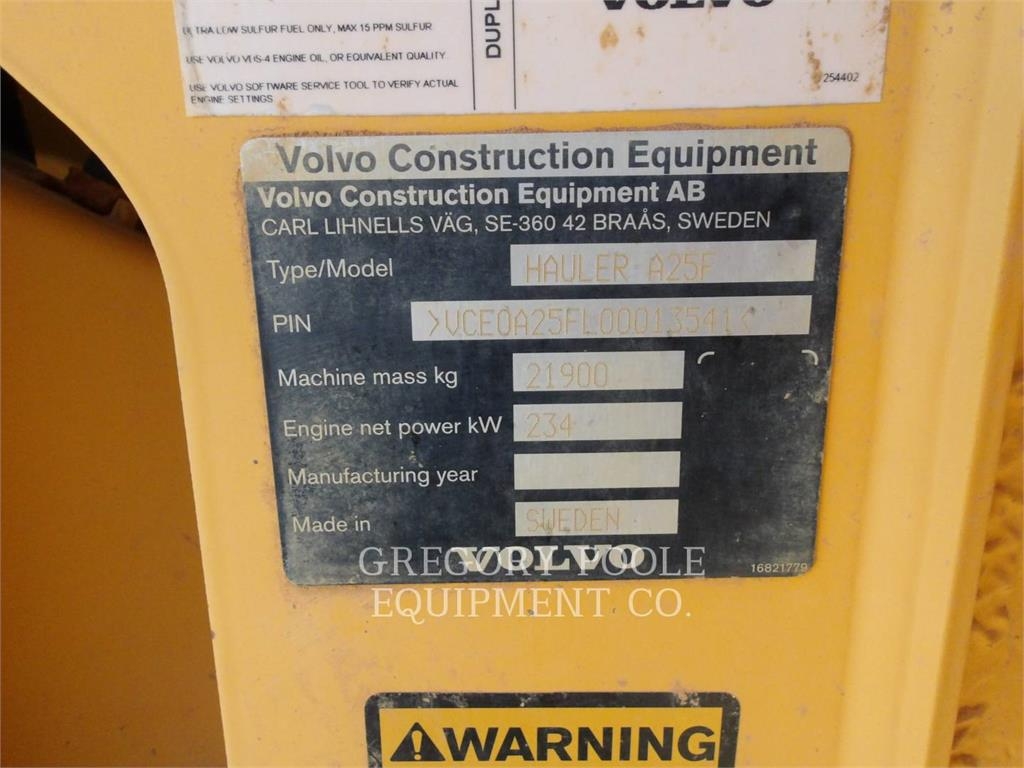 ULTRA LOW SULFUR FUEL ONLY, MAX 15 PPM SULFUR
USE VOLVO VDS-4 ENGINE OIL, OR EQUIVALENT QUALITY
USE VOLVO SOFTWARE SERVICE TOOL TO VERIFY ACTUAL
ENGINE SETTINGS
DUPL
VOLVO
254402
Volvo Construction Equipment
Volvo Construction Equipment AB
CARL LIHNELLS VÄG, SE-360 42 BRAÅS, SWEDEN
Type/Model HAULER A25F
PIN >VCE0A25FL00013541<
Machine mass kg 21900
Engine net power kW 234
Manufacturing year
Made in SWEDEN
VOLVO
16821779
GREGORY POOLE
EQUIPMENT CO.
WARNING